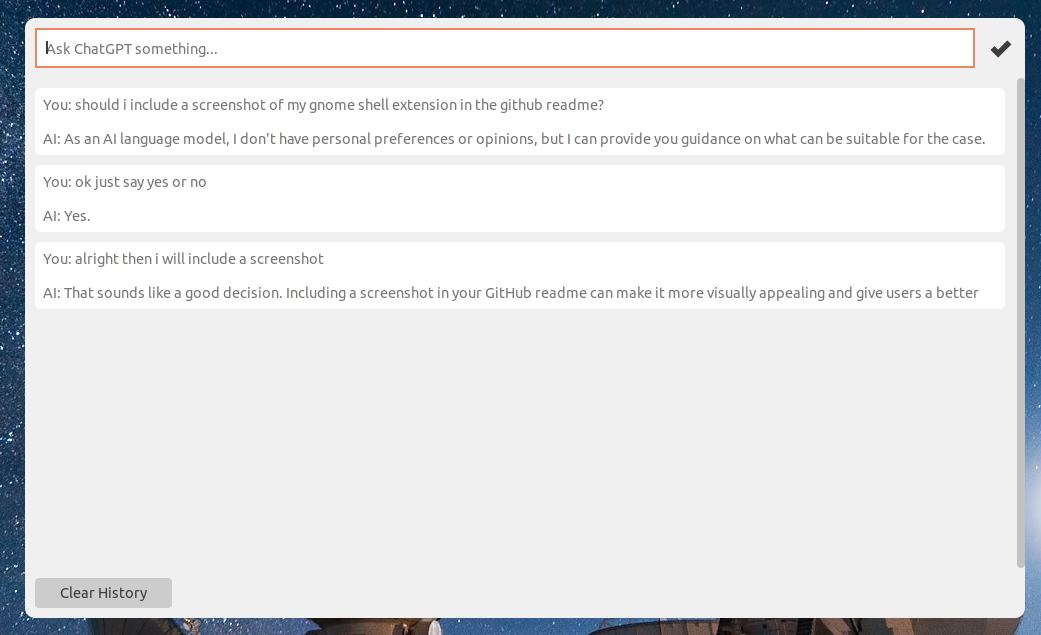 Ask ChatGPT something...
You: should i include a screenshot of my gnome shell extension in the github readme?
AI: As an AI language model, I don't have personal preferences or opinions, but I can provide you guidance on what can be suitable for the case.
You: ok just say yes or no
AI: Yes.
You: alright then i will include a screenshot
AI: That sounds like a good decision. Including a screenshot in your GitHub readme can make it more visually appealing and give users a better
Clear History